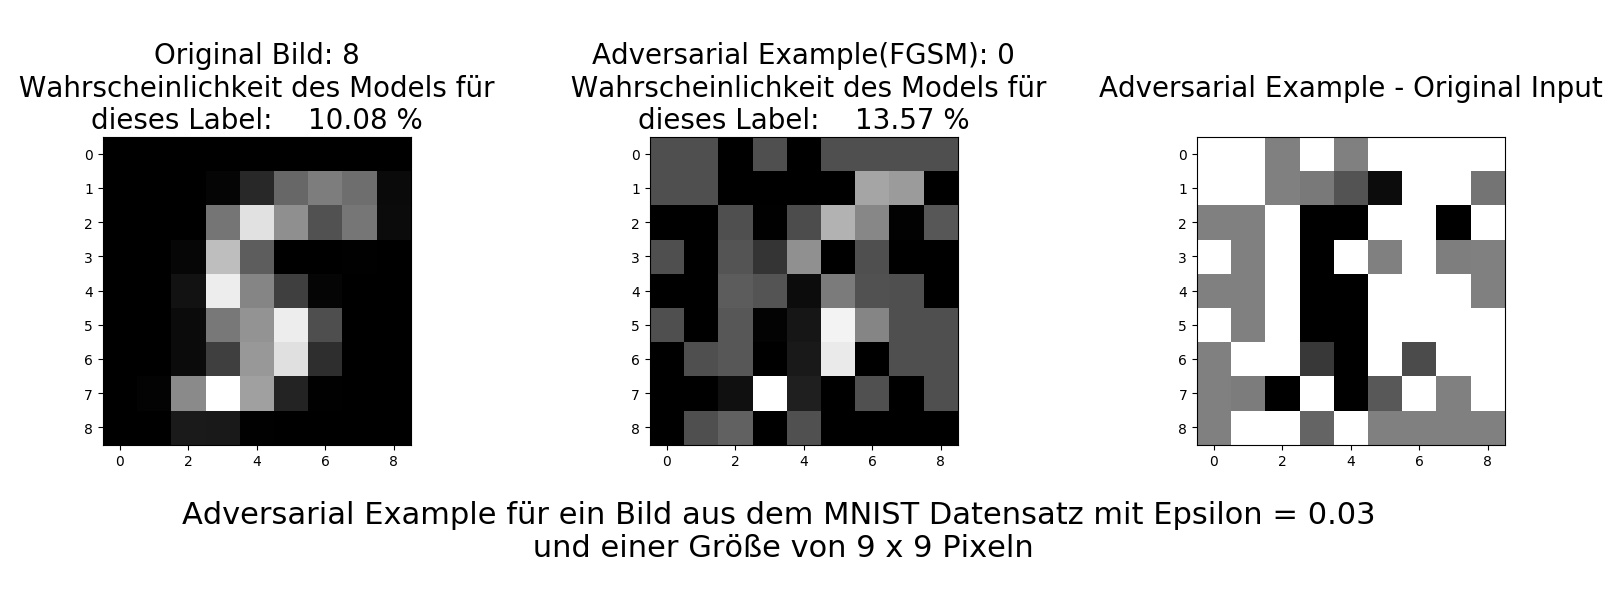 Original Bild: 8
Wahrscheinlichkeit des Models für
dieses Label: 10.08 %
0
1
2
3
4
5
6
7
8
0 2 4 6 8
Adversarial Example(FGSM): 0
Wahrscheinlichkeit des Models für
dieses Label: 13.57 %
0
1
2
3
4
5
6
7
8
0 2 4 6 8
Adversarial Example - Original Input
0
1
2
3
4
5
6
7
8
0 2 4 6 8
Adversarial Example für ein Bild aus dem MNIST Datensatz mit Epsilon = 0.03
und einer Größe von 9 x 9 Pixeln